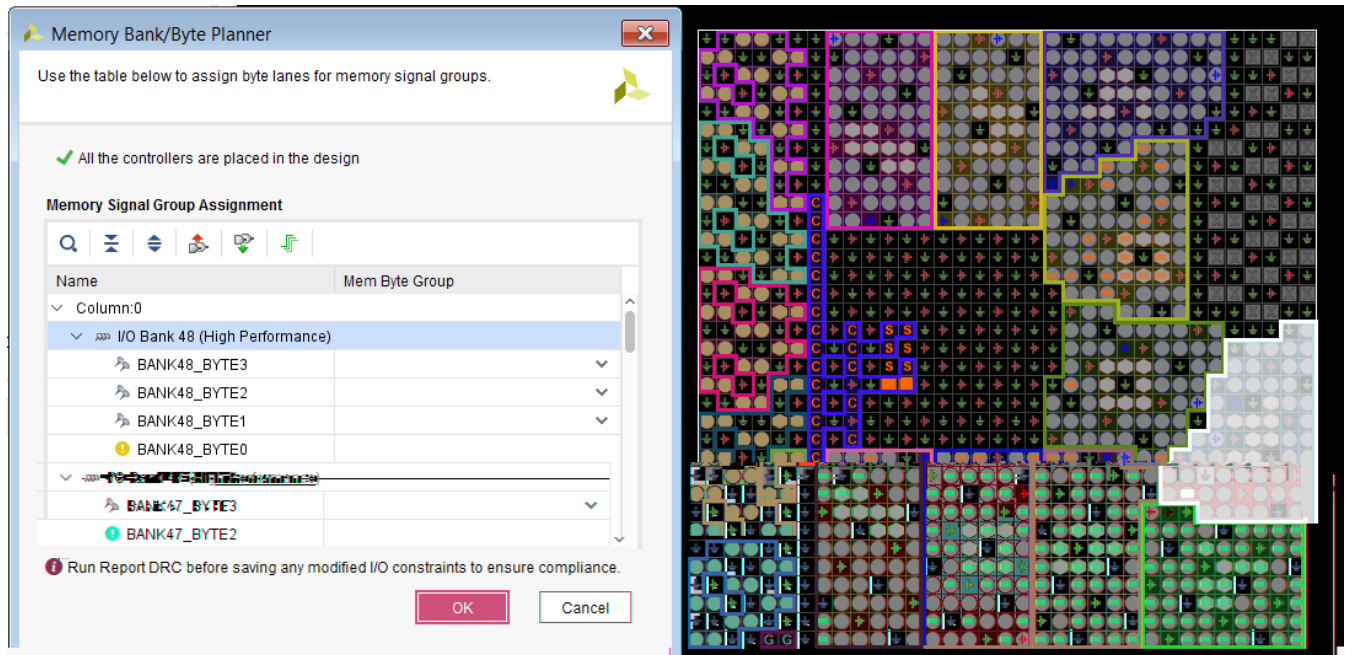 Memory Bank/Byte Planner
Use the table below to assign byte lanes for memory signal groups.
All the controllers are placed in the design
Memory Signal Group Assignment
Name Mem Byte Group
Column:0
I/O Bank 48 (High Performance)
BANK48_BYTE3
BANK48_BYTE2
BANK48_BYTE1
BANK48_BYTE0
BANK47_BYTE3
BANK47_BYTE2
Run Report DRC before saving any modified I/O constraints to ensure compliance.
OK Cancel
C
C
C C C S S
C C C S S
C C C S S
C C
C C
C
C C
C
G G